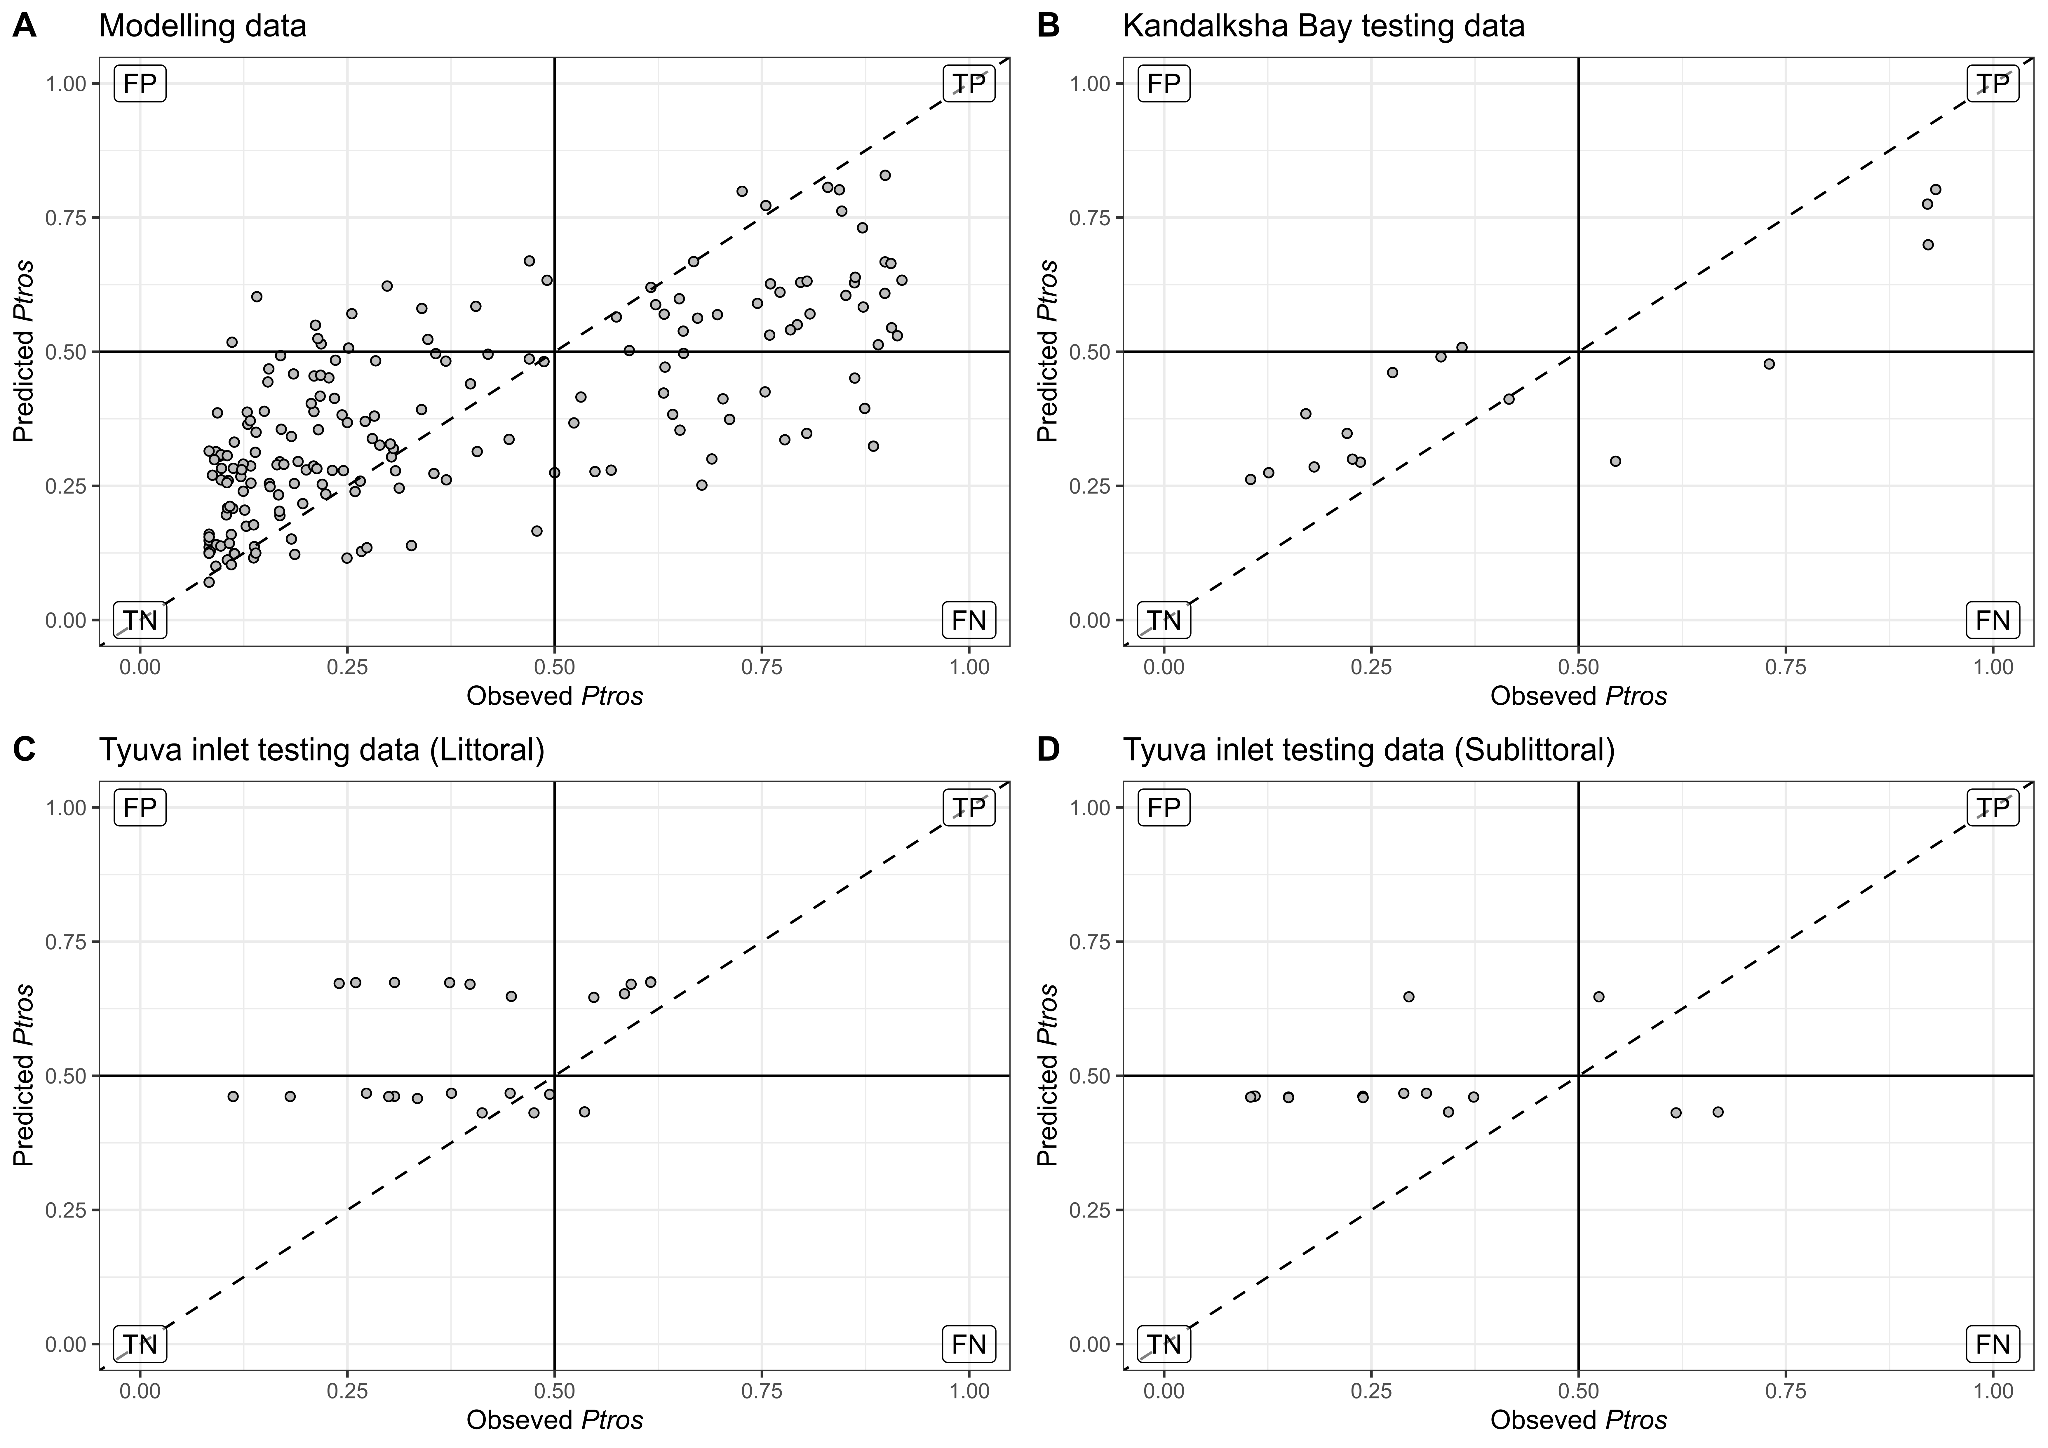 A Modelling data
FP
TP
TN
FN
1.00
0.75
0.50
0.25
0.00
Predicted Ptros
0.00 0.25 0.50 0.75 1.00
Obseved Ptros
B Kandalksha Bay testing data
FP
TP
TN
FN
1.00
0.75
0.50
0.25
0.00
Predicted Ptros
0.00 0.25 0.50 0.75 1.00
Obseved Ptros
C Tyuva inlet testing data (Littoral)
FP
TP
TN
FN
1.00
0.75
0.50
0.25
0.00
Predicted Ptros
0.00 0.25 0.50 0.75 1.00
Obseved Ptros
D Tyuva inlet testing data (Sublittoral)
FP
TP
TN
FN
1.00
0.75
0.50
0.25
0.00
Predicted Ptros
0.00 0.25 0.50 0.75 1.00
Obseved Ptros